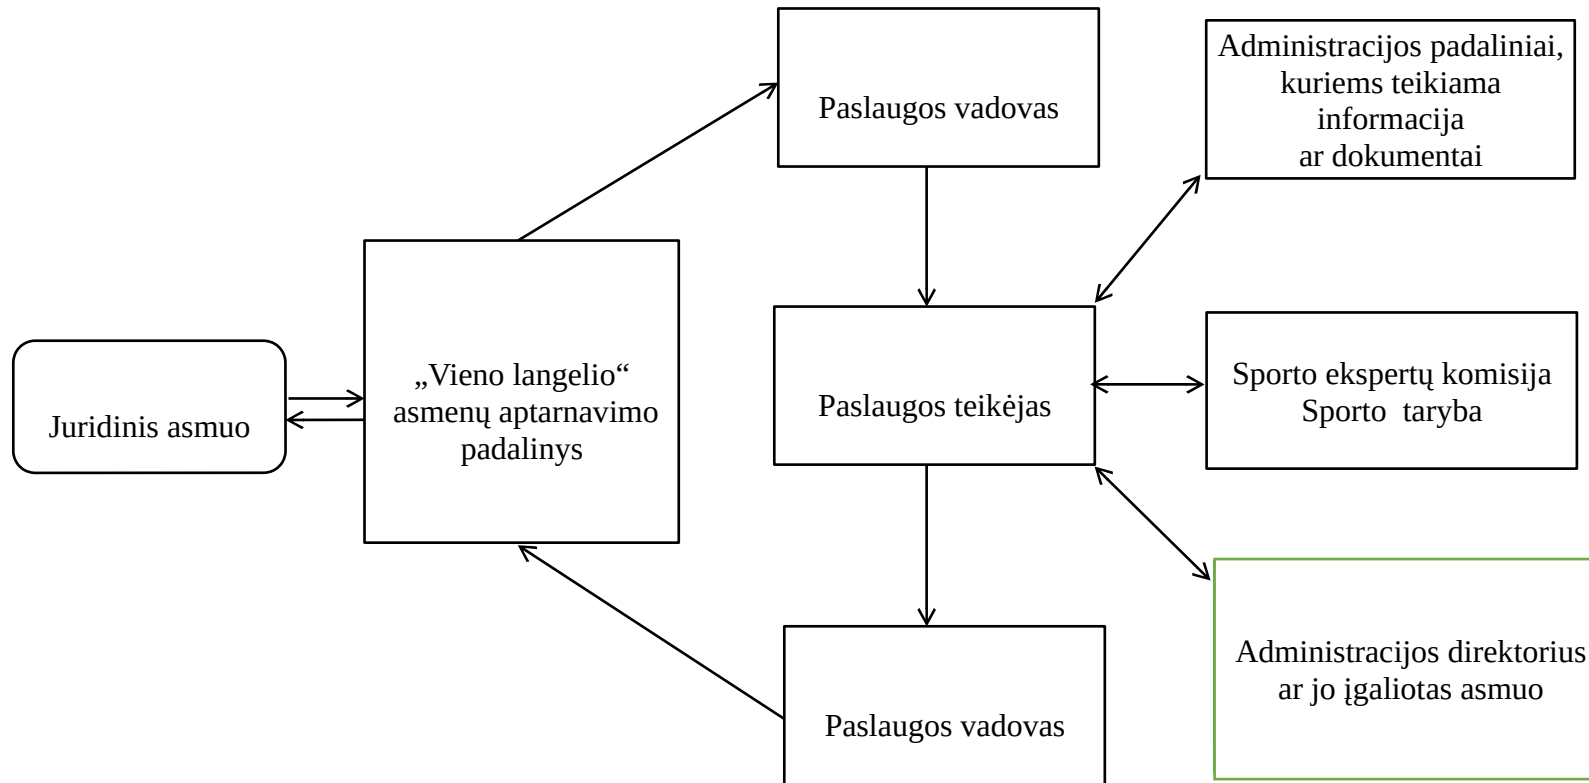 Paslaugos vadovas
Administracijos padaliniai,
kuriems teikiama
informacija
ar dokumentai
Juridinis asmuo
„Vieno langelio“
asmenų aptarnavimo
padalinys
Paslaugos teikėjas
Sporto ekspertų komisija
Sporto  taryba
Paslaugos vadovas
Administracijos direktorius
ar jo įgaliotas asmuo